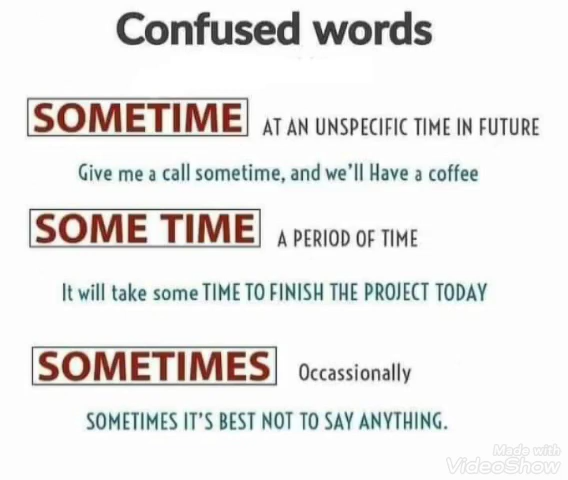 Confused words
SOMETIME AT AN UNSPECIFIC TIME IN FUTURE
Give me a call sometime, and we'll Have a coffee
SOME TIME A PERIOD OF TIME
It will take some TIME TO FINISH THE PROJECT TODAY
SOMETIMES Occassionally
SOMETIMES IT'S BEST NOT TO SAY ANYTHING.
Made with
VideoShow